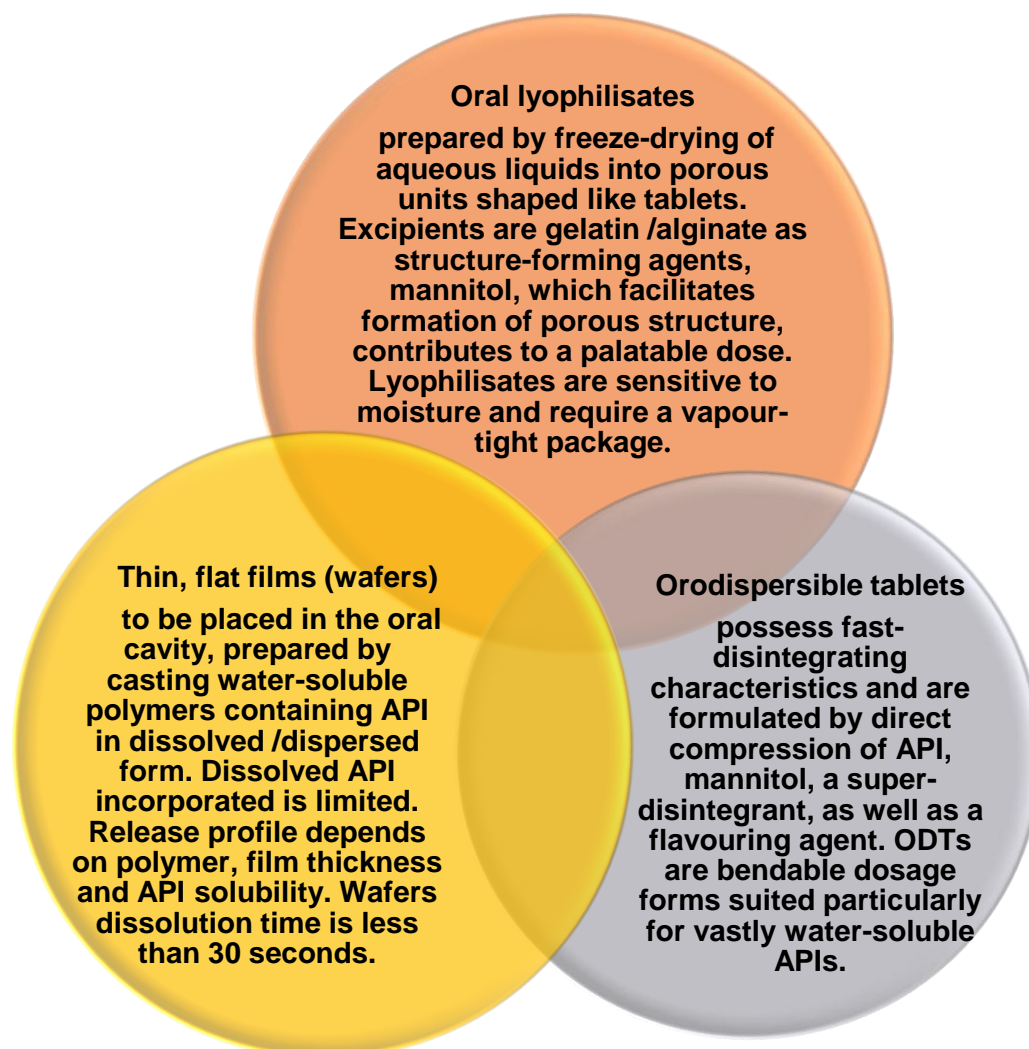 Oral lyophilisates
prepared by freeze-drying of
aqueous liquids into porous
units shaped like tablets.
Excipients are gelatin /alginate as
structure-forming agents,
mannitol, which facilitates
formation of porous structure,
contributes to a palatable dose.
Lyophilisates are sensitive to
moisture and require a vapour-
tight package.
Thin, flat films (wafers)
to be placed in the oral
cavity, prepared by
casting water-soluble
polymers containing API
in dissolved /dispersed
form. Dissolved API
incorporated is limited.
Release profile depends
on polymer, film thickness
and API solubility. Wafers
dissolution time is less
than 30 seconds.
Orodispersible tablets
possess fast-
disintegrating
characteristics and are
formulated by direct
compression of API,
mannitol, a super-
disintegrant, as well as a
flavouring agent. ODTs
are bendable dosage
forms suited particularly
for vastly water-soluble
APIs.